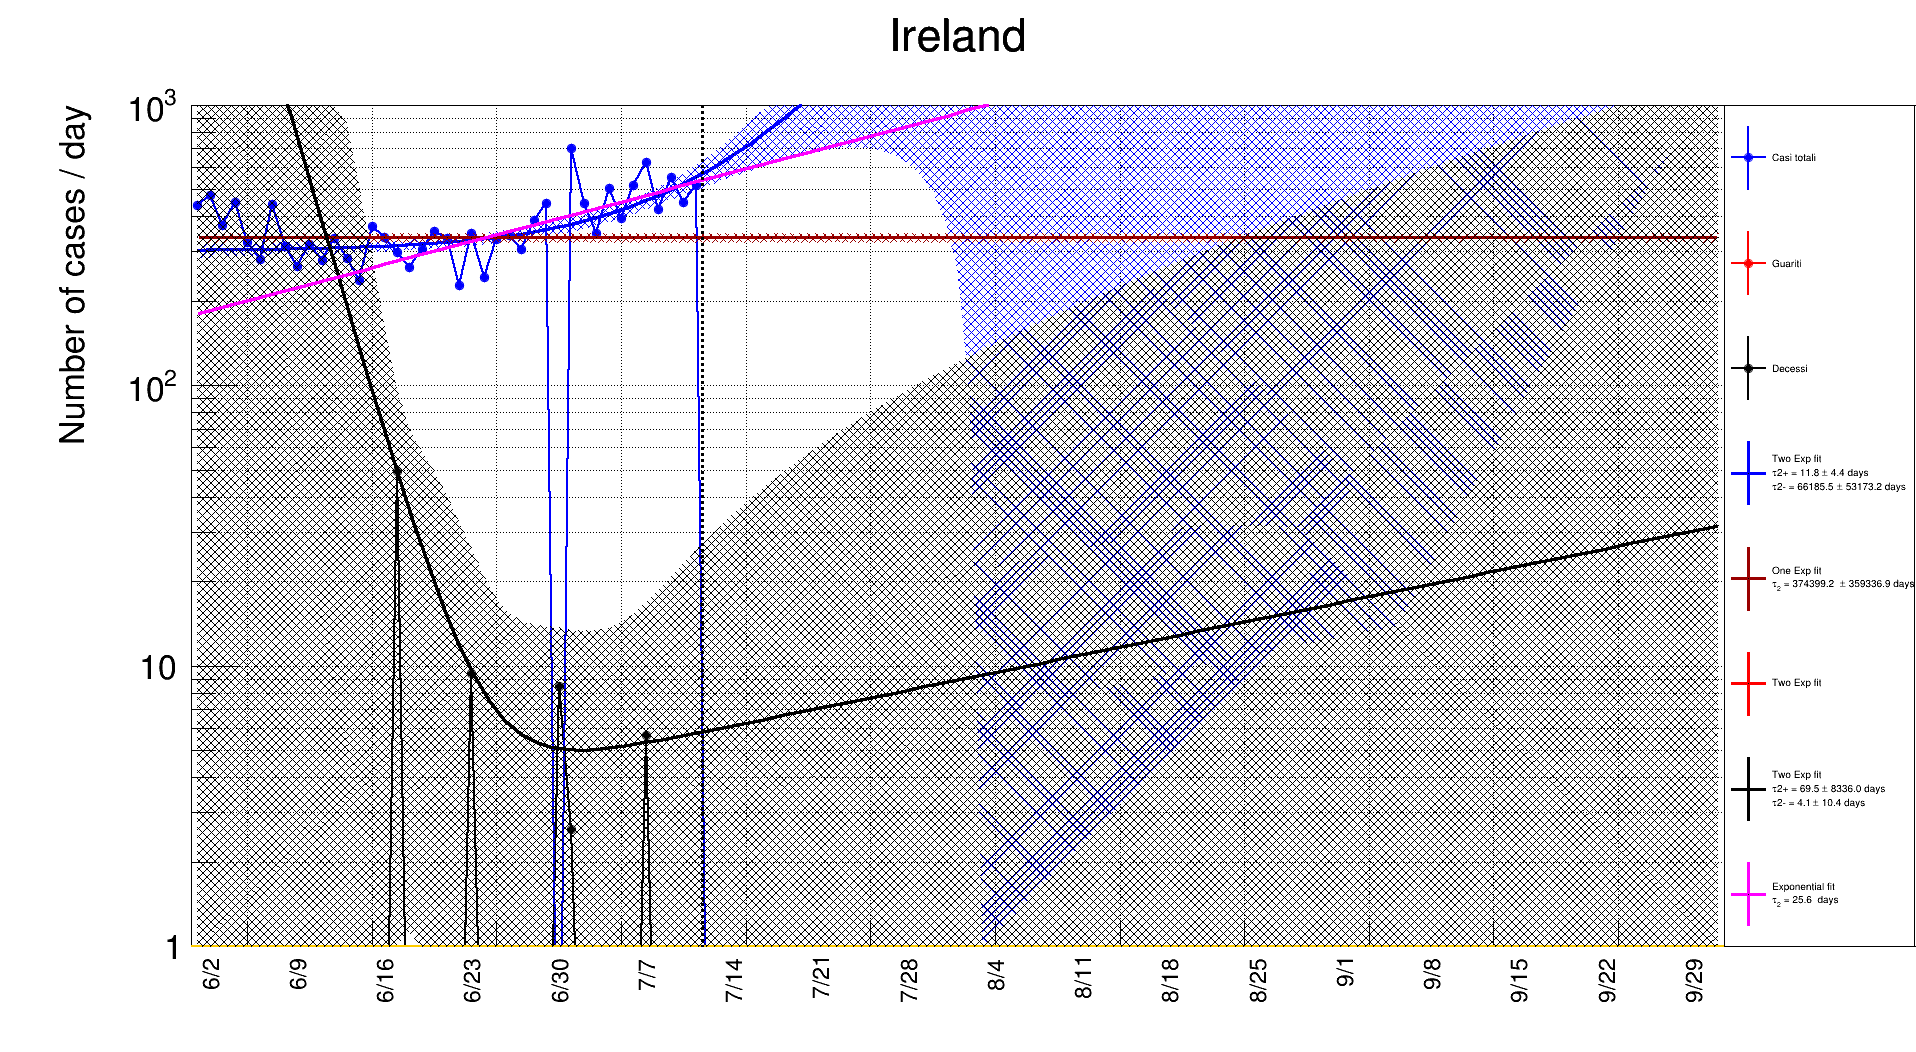 Ireland
Number of cases / day
10³
10²
10
1
6/2
6/9
6/16
6/23
6/30
7/7
7/14
7/21
7/28
8/4
8/11
8/18
8/25
9/1
9/8
9/15
9/22
9/29
Casi totali
Guariti
Decessi
Two Exp fit
τ2+ = 11.8 ± 4.4 days
τ2- = 66185.5 ± 53173.2 days
One Exp fit
τ₂ = 374399.2 ± 359336.9 days
Two Exp fit
Two Exp fit
τ2+ = 69.5 ± 8336.0 days
τ2- = 4.1 ± 10.4 days
Exponential fit
τ₂ = 25.6 days